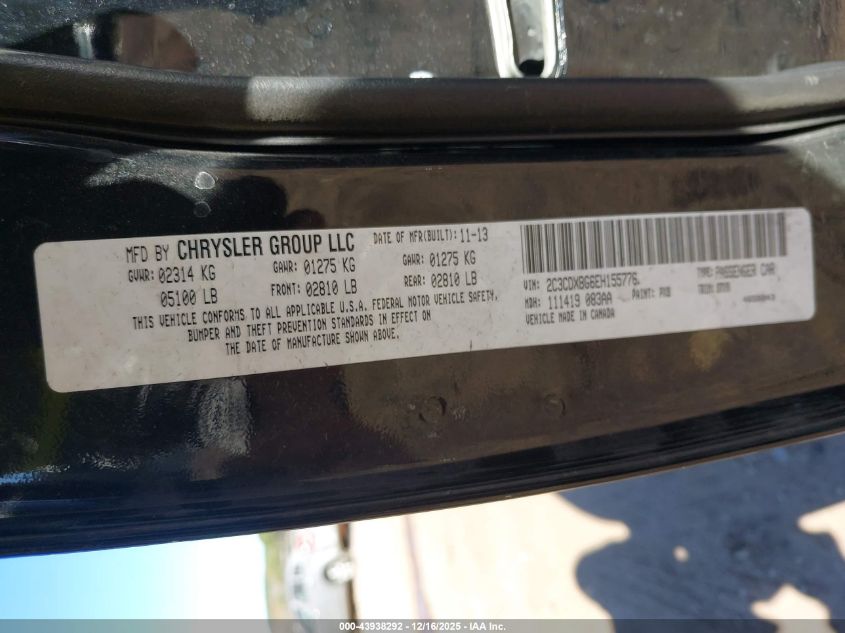 MFD BY CHRYSLER GROUP LLC DATE OF MFR(BUILT): 11-13
GVWR: 02314 KG GAWR: 01275 KG GAWR: 01275 KG
05100 LB FRONT: 02810 LB REAR: 02810 LB
THIS VEHICLE CONFORMS TO ALL APPLICABLE U.S.A. FEDERAL MOTOR VEHICLE SAFETY,
BUMPER AND THEFT PREVENTION STANDARDS IN EFFECT ON
THE DATE OF MANUFACTURE SHOWN ABOVE.
VIN: 2C3CDXBG6EH155776 TYPE: PASSENGER CAR
MDH: 111419 083AA PAINT: PXB
VEHICLE MADE IN CANADA
000-43938292 - 12/16/2025 - IAA Inc.